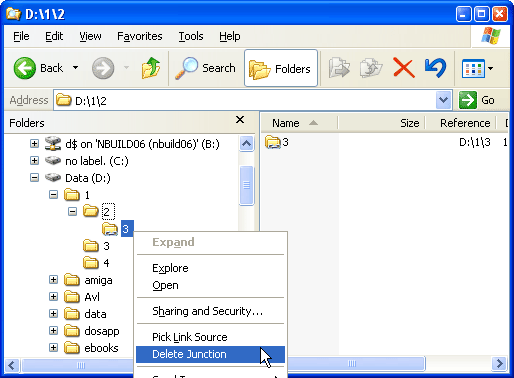 D:\1\2
File Edit View Favorites Tools Help
Back Search Folders
Address D:\1\2 Go
Folders
Name Size Reference D
3 D:\1\3
d$ on 'NBUILD06 (nbuild06)' (B:)
no label. (C:)
Data (D:)
1
2
3
3
4
amiga
Avl
data
dosapp
ebooks
Expand
Explore
Open
Sharing and Security...
Pick Link Source
Delete Junction